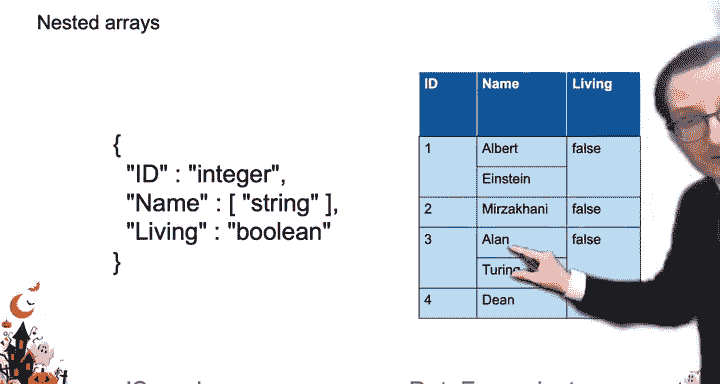 Nested arrays
{
"ID" : "integer",
"Name" : [ "string" ],
"Living" : "boolean"
}
ID Name Living
1 Albert false
Einstein
2 Mirzakhani false
3 Alan false
Turing
4 Dean